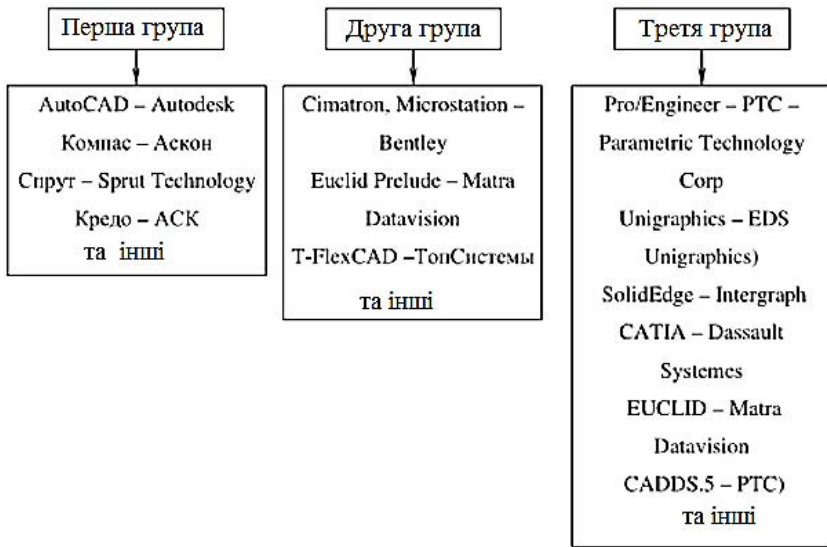 Перша група
AutoCAD – Autodesk
Компас – Аскон
Спрут – Sprut Technology
Кредо – АСК
та інші
Друга група
Cimatron, Microstation –
Bentley
Euclid Prelude – Matra
Datavision
T-FlexCAD –ТопСистемы
та інші
Третя група
Pro/Engineer – PTC –
Parametric Technology
Corp
Unigraphics – EDS
Unigraphics)
SolidEdge – Intergraph
CATIA – Dassault
Systemes
EUCLID – Matra
Datavision
CADDS.5 – PTC)
та інші